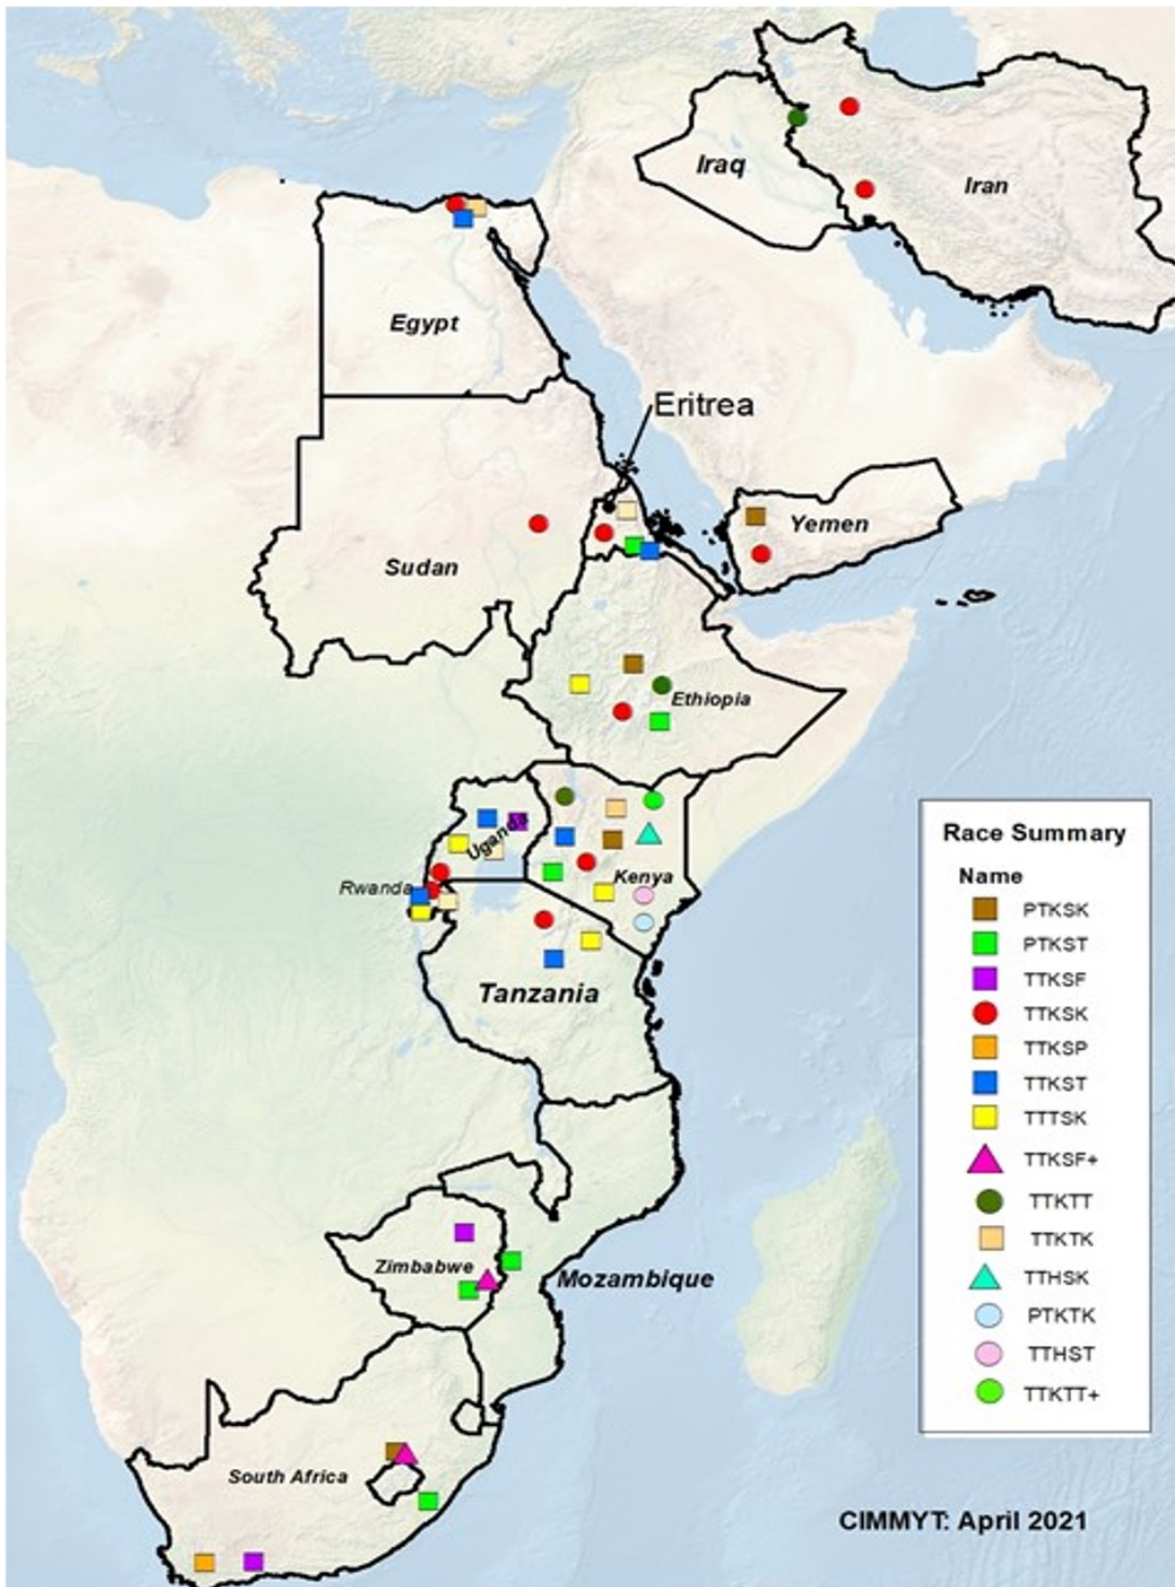 Iraq
Iran
Egypt
Eritrea
Yemen
Sudan
Ethiopia
Uganda
Rwanda
Kenya
Tanzania
Zimbabwe
Mozambique
South Africa
Race Summary
Name
PTKSK
PTKST
TTKSF
TTKSK
TTKSP
TTKST
TTTSK
TTKSF+
TTKTT
TTKTK
TTHSK
PTKTK
TTHST
TTKTT+
CIMMYT: April 2021